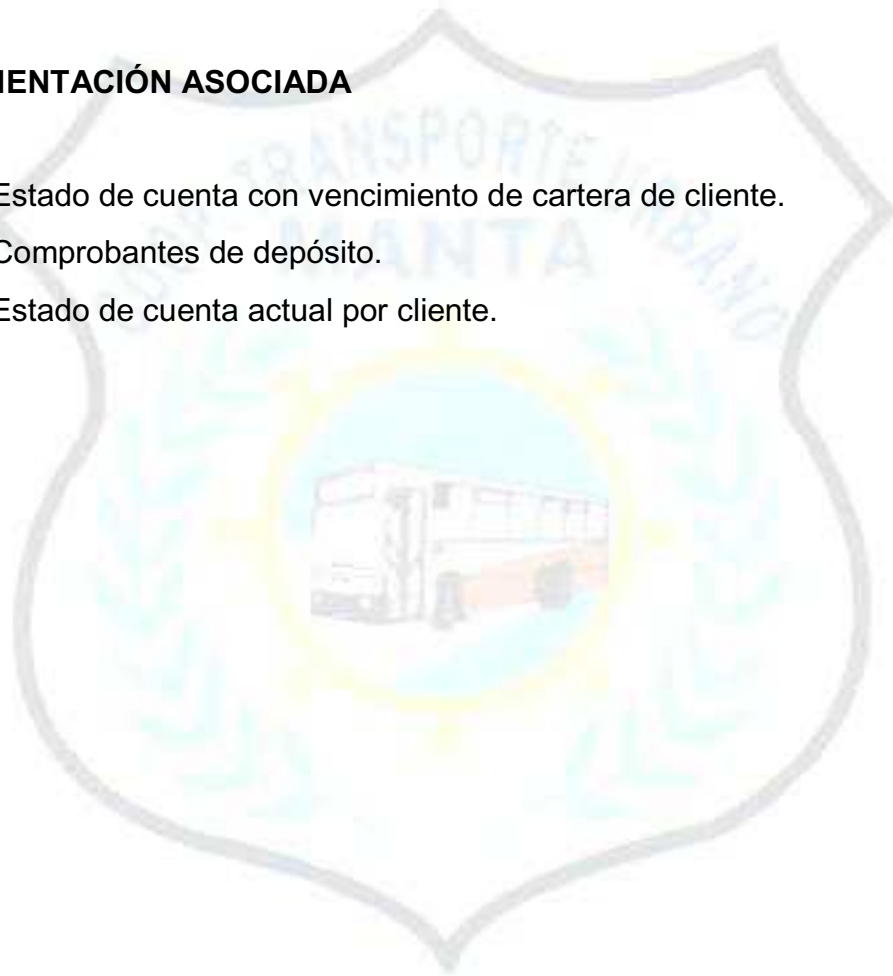 IENTACIÓN ASOCIADA
TRANSPORTE URBANO
MANTA
Estado de cuenta con vencimiento de cartera de cliente.
Comprobantes de depósito.
Estado de cuenta actual por cliente.